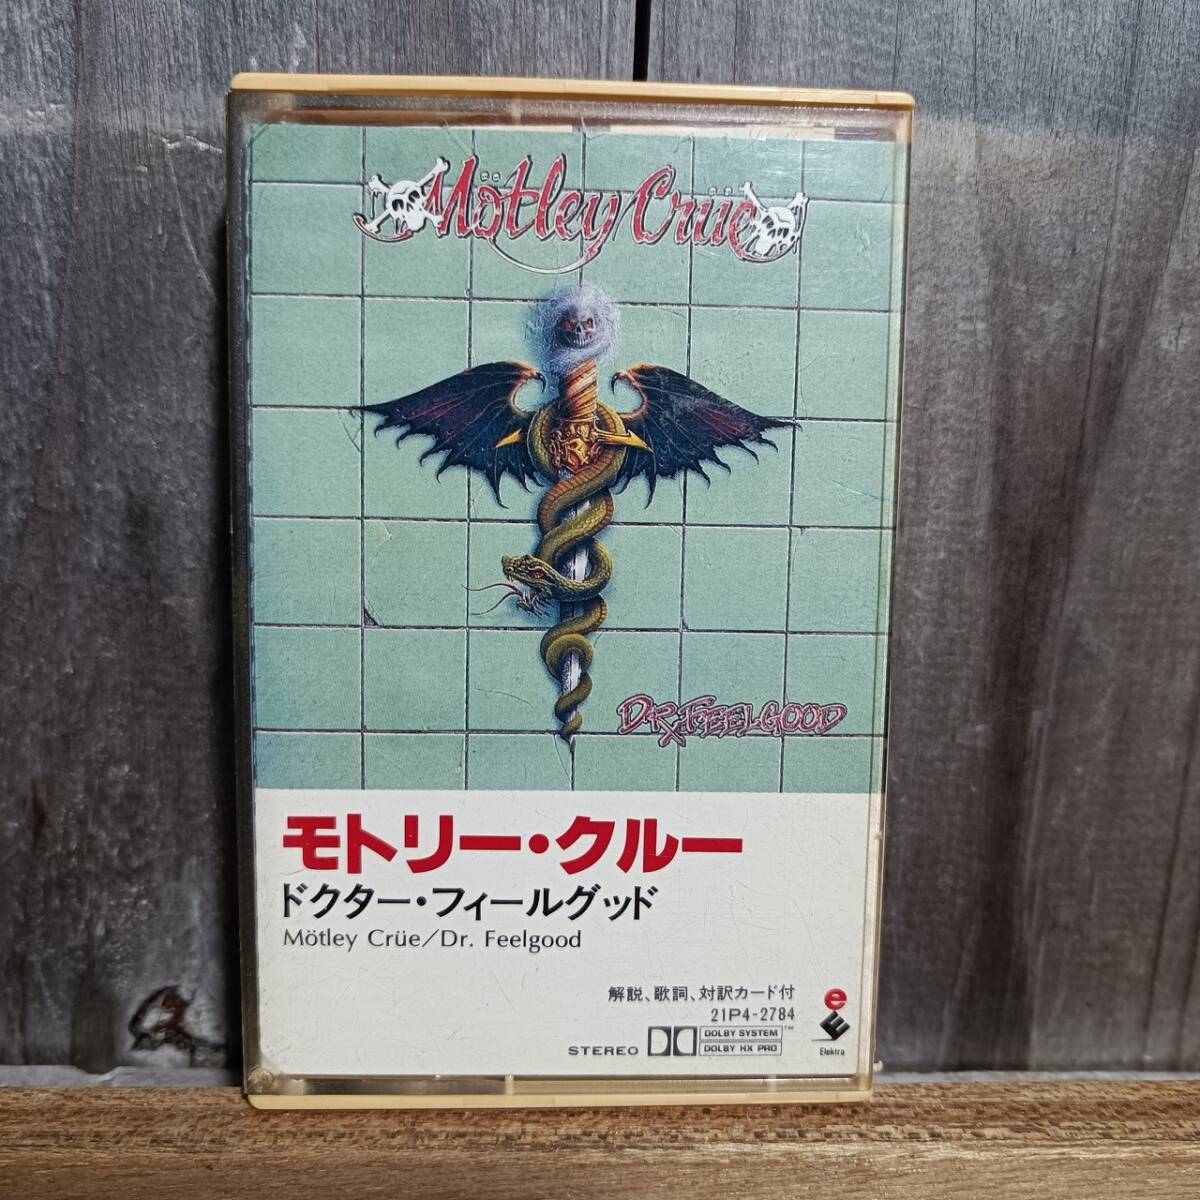 Mötley Crüe
DR. FEELGOOD
モトリー・クルー
ドクター・フィールグッド
Mötley Crüe/Dr. Feelgood
解説、歌詞、対訳カード付
21P4-2784
STEREO DOLBY SYSTEM™
DOLBY HX PRO
Elektra